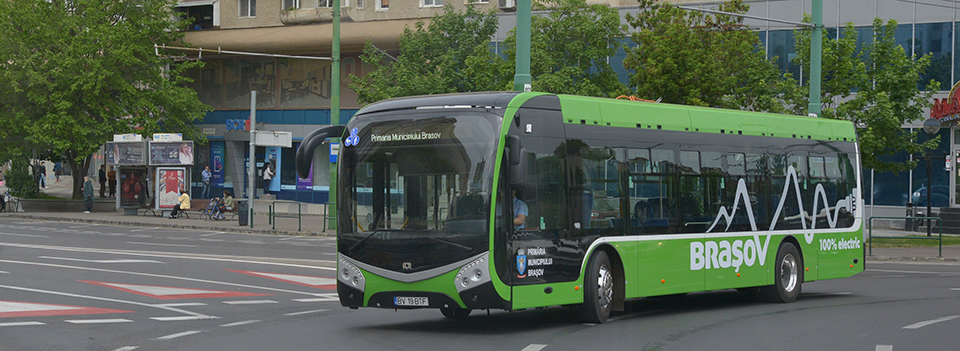 Primaria Municipiului Brasov
PRIMĂRIA
MUNICIPIULUI
BRAȘOV
BV 19 BTF
BRAȘOV
100% electric